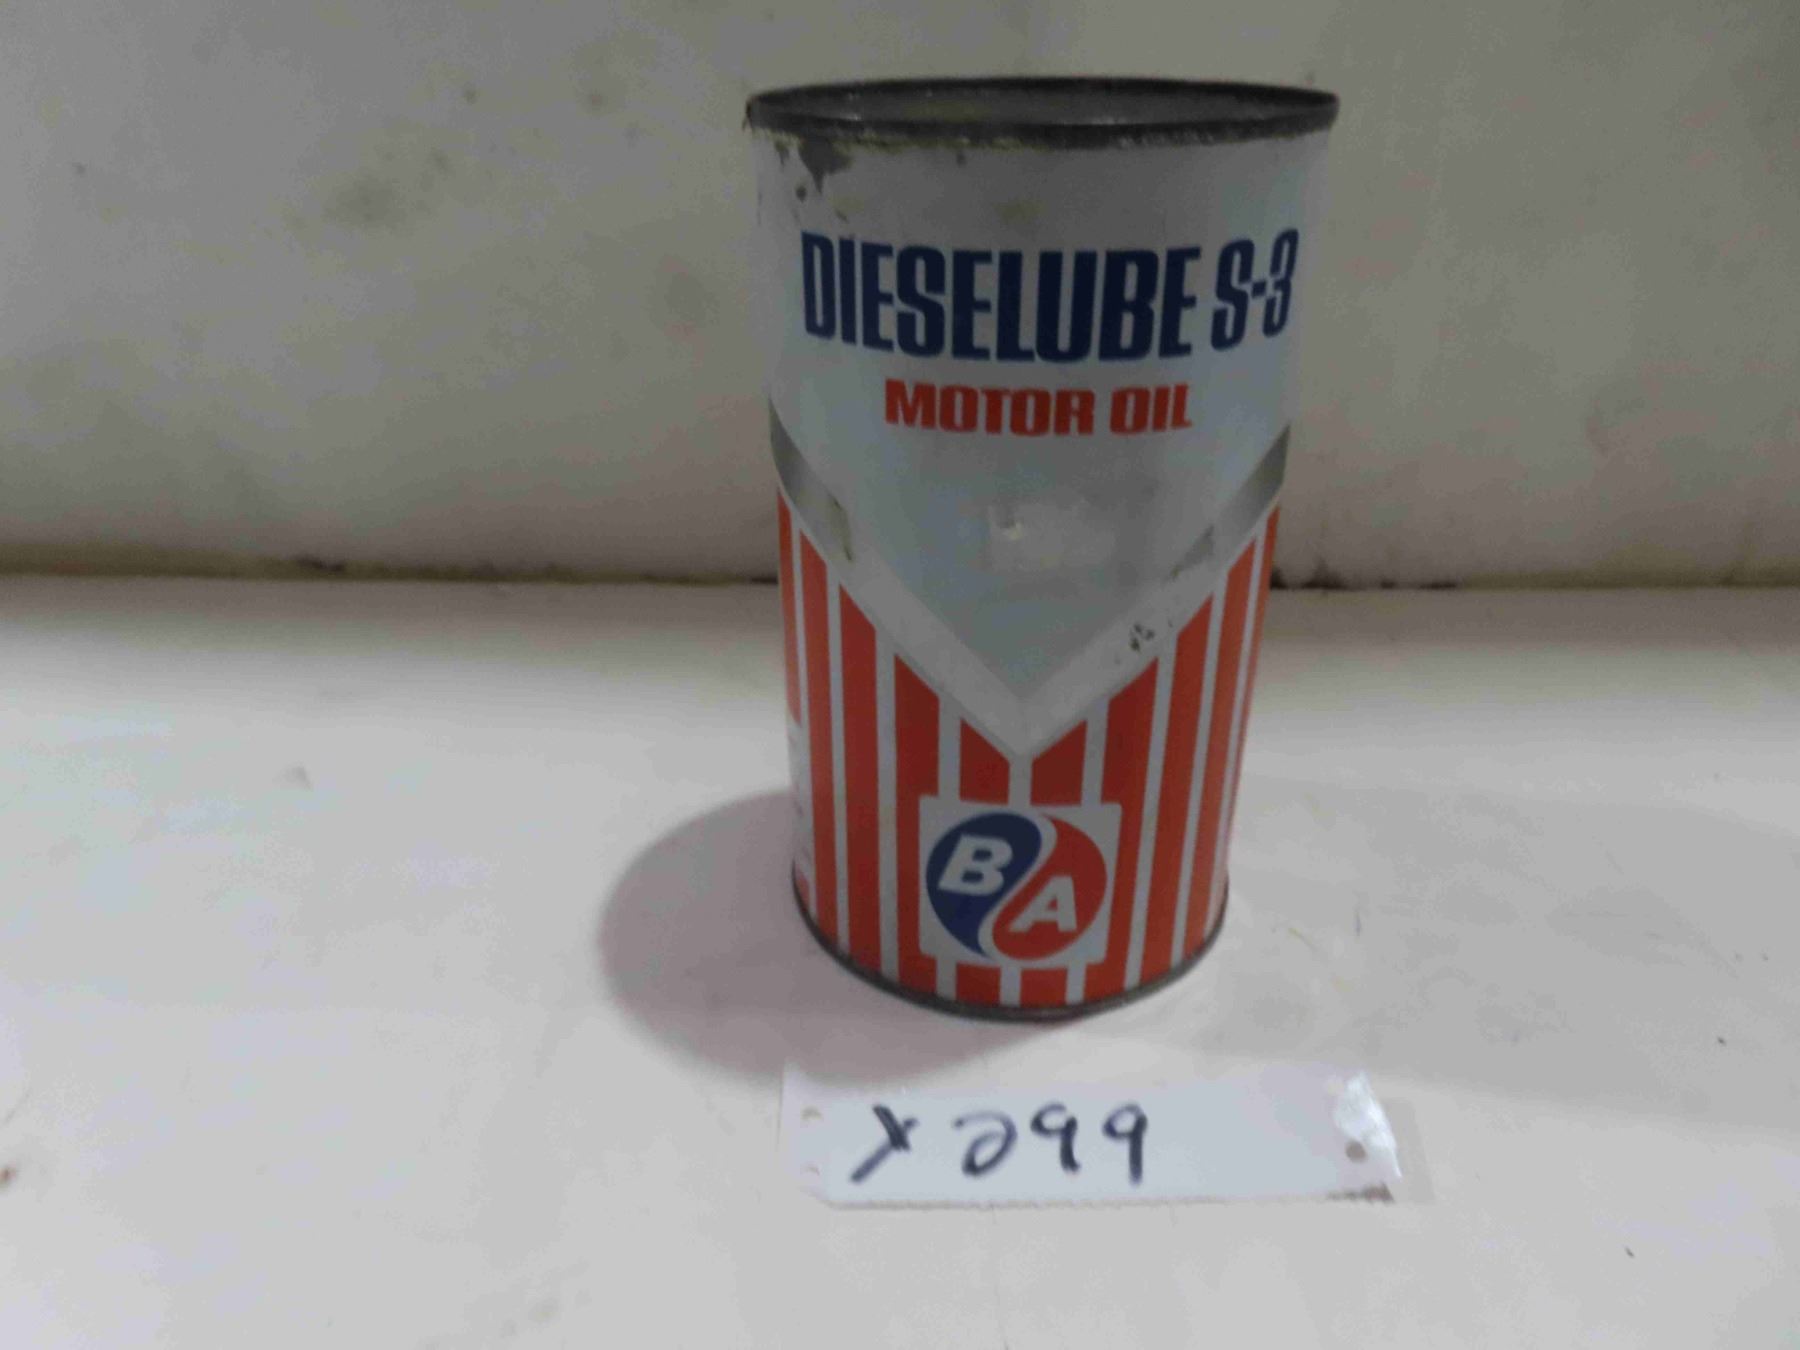 DIESELUBE S-3
MOTOR OIL
B A
X299